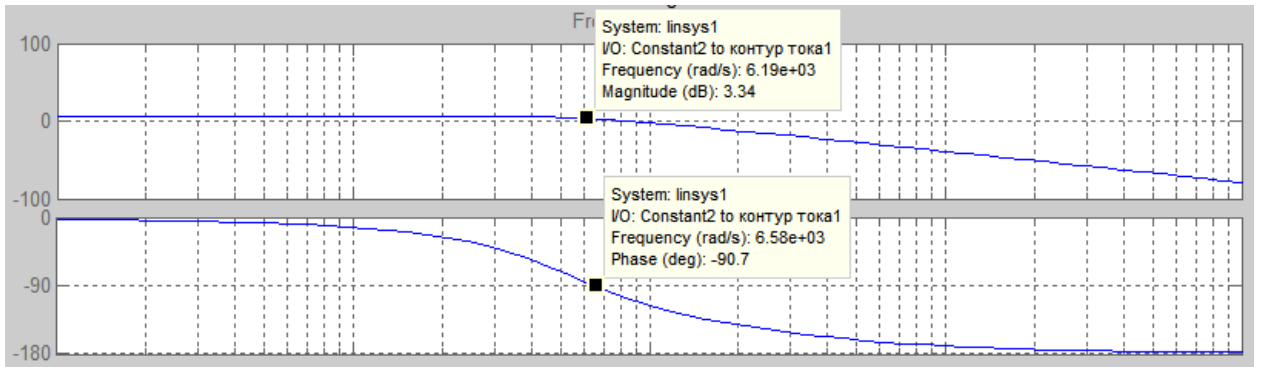 System: linsys1
I/O: Constant2 to контур тока1
Frequency (rad/s): 6.19e+03
Magnitude (dB): 3.34
100
0
-100
System: linsys1
I/O: Constant2 to контур тока1
Frequency (rad/s): 6.58e+03
Phase (deg): -90.7
0
-90
-180